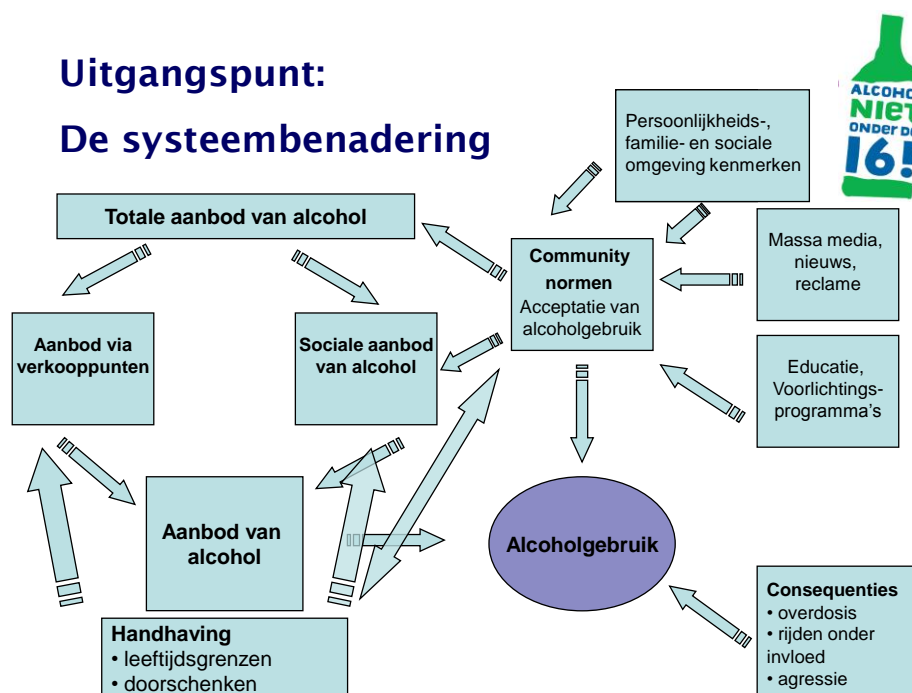 Uitgangspunt:
De systeembenadering
NIET
ONDER
16!
Persoonlijkheids-,
familie- en sociale
omgeving kenmerken
Totale aanbod van alcohol
Community
normen
Acceptatie van
alcoholgebruik
Massa media,
nieuws,
reclame
Aanbod via
verkooppunten
Sociale aanbod
van alcohol
Educatie,
Voorlichtings-
programma's
Aanbod van
alcohol
Alcoholgebruik
Handhaving
• leeftijdsgrenzen
• doorschenken
Consequenties
• overdosis
• rijden onder
invloed
• agressie